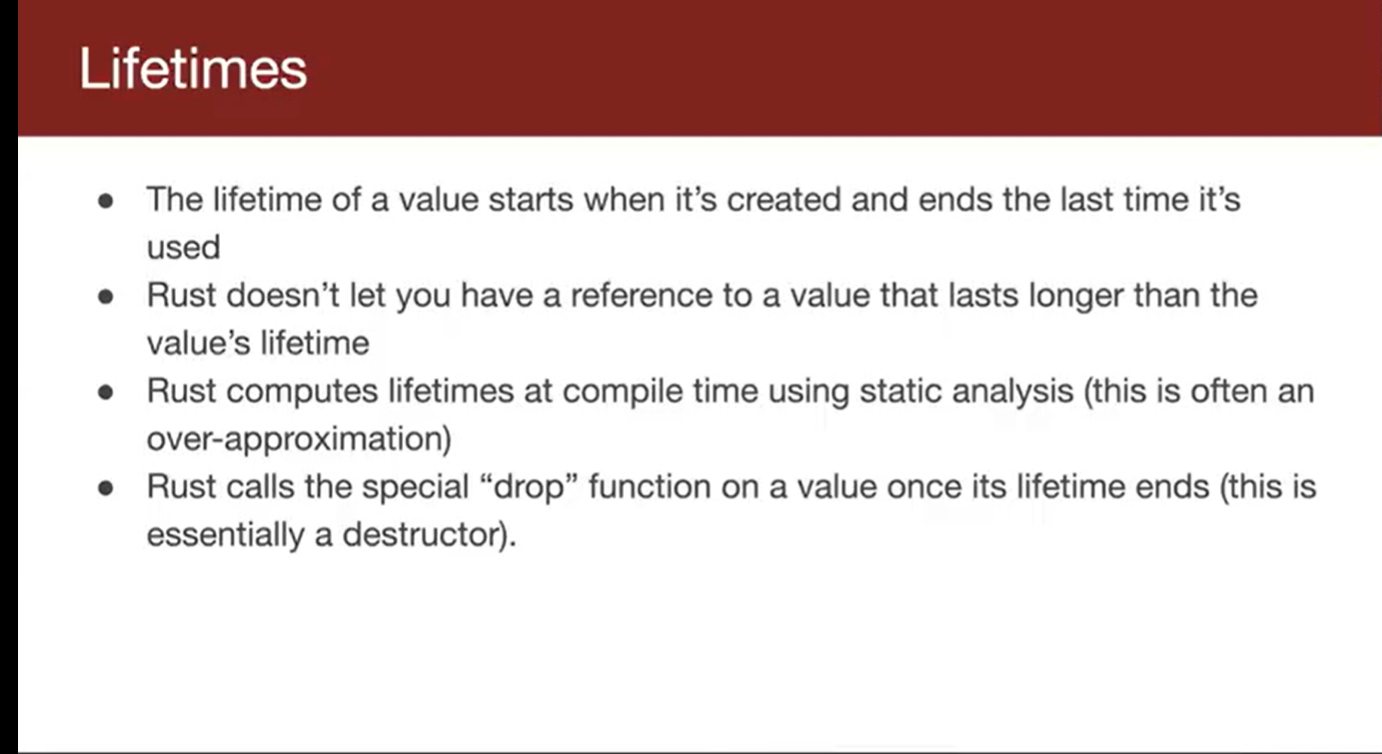 Lifetimes
● The lifetime of a value starts when it’s created and ends the last time it’s
used
● Rust doesn’t let you have a reference to a value that lasts longer than the
value’s lifetime
● Rust computes lifetimes at compile time using static analysis (this is often an
over-approximation)
● Rust calls the special “drop” function on a value once its lifetime ends (this is
essentially a destructor).